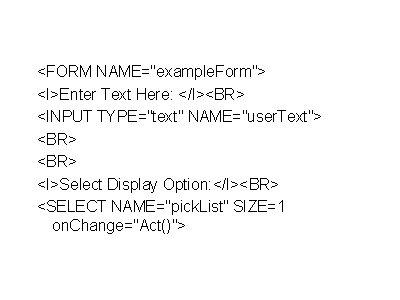 <FORM NAME="exampleForm">
<I>Enter Text Here: </I><BR>
<INPUT TYPE="text" NAME="userText">
<BR>
<BR>
<I>Select Display Option:</I><BR>
<SELECT NAME="pickList" SIZE=1
onChange="Act()">